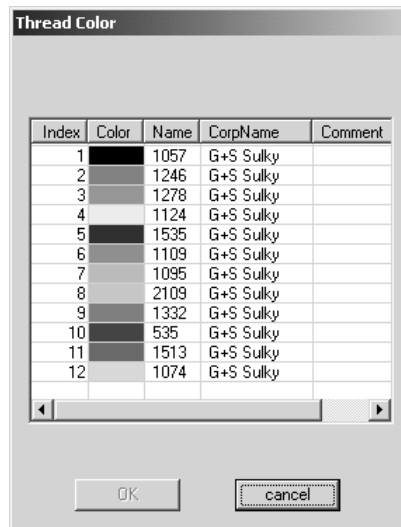 Thread Color
Index Color Name CorpName Comment
1 1057 G+S Sulky
2 1246 G+S Sulky
3 1278 G+S Sulky
4 1124 G+S Sulky
5 1535 G+S Sulky
6 1109 G+S Sulky
7 1095 G+S Sulky
8 2109 G+S Sulky
9 1332 G+S Sulky
10 535 G+S Sulky
11 1513 G+S Sulky
12 1074 G+S Sulky
OK cancel